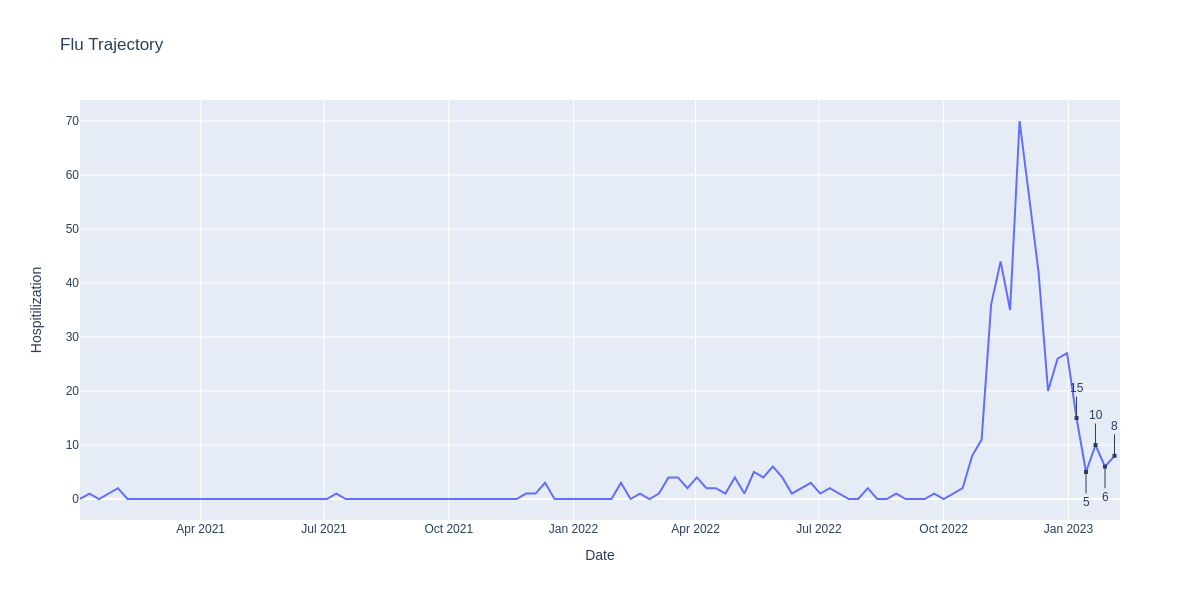 Flu Trajectory
70
60
50
40
30
20
10
0
Hospitilization
15
10
8
5
6
Apr 2021
Jul 2021
Oct 2021
Jan 2022
Apr 2022
Jul 2022
Oct 2022
Jan 2023
Date